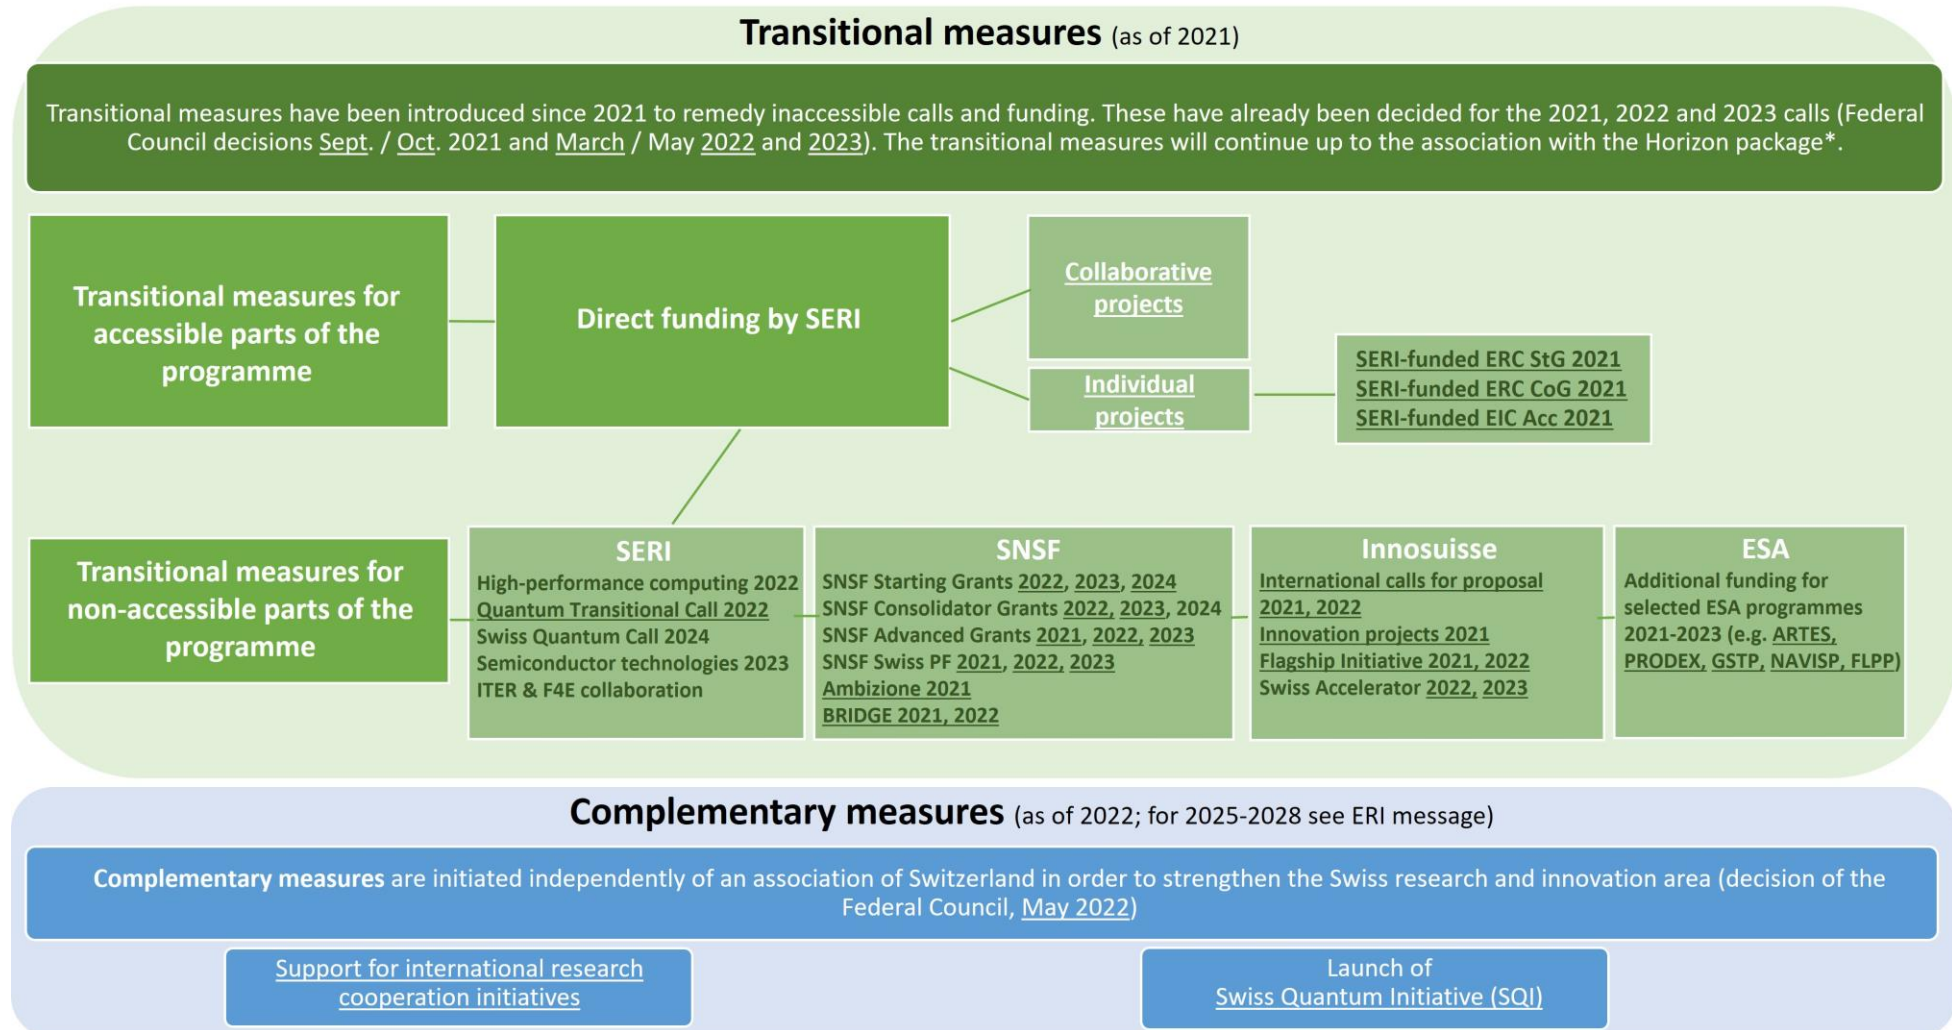 Transitional measures (as of 2021)
Transitional measures have been introduced since 2021 to remedy inaccessible calls and funding. These have already been decided for the 2021, 2022 and 2023 calls (Federal
Council decisions Sept. / Oct. 2021 and March / May 2022 and 2023). The transitional measures will continue up to the association with the Horizon package*.
Transitional measures for
accessible parts of the
programme
Direct funding by SERI
Collaborative
projects
Individual
projects
SERI-funded ERC StG 2021
SERI-funded ERC CoG 2021
SERI-funded EIC Acc 2021
Transitional measures for
non-accessible parts of the
programme
SERI
High-performance computing 2022
Quantum Transitional Call 2022
Swiss Quantum Call 2024
Semiconductor technologies 2023
ITER & F4E collaboration
SNSF
SNSF Starting Grants 2022, 2023, 2024
SNSF Consolidator Grants 2022, 2023, 2024
SNSF Advanced Grants 2021, 2022, 2023
SNSF Swiss PF 2021, 2022, 2023
Ambizione 2021
BRIDGE 2021, 2022
Innosuisse
International calls for proposal
2021, 2022
Innovation projects 2021
Flagship Initiative 2021, 2022
Swiss Accelerator 2022, 2023
ESA
Additional funding for
selected ESA programmes
2021-2023 (e.g. ARTES,
PRODEX, GSTP, NAVISP, FLPP)
Complementary measures (as of 2022; for 2025-2028 see ERI message)
Complementary measures are initiated independently of an association of Switzerland in order to strengthen the Swiss research and innovation area (decision of the
Federal Council, May 2022)
Support for international research
cooperation initiatives
Launch of
Swiss Quantum Initiative (SQI)